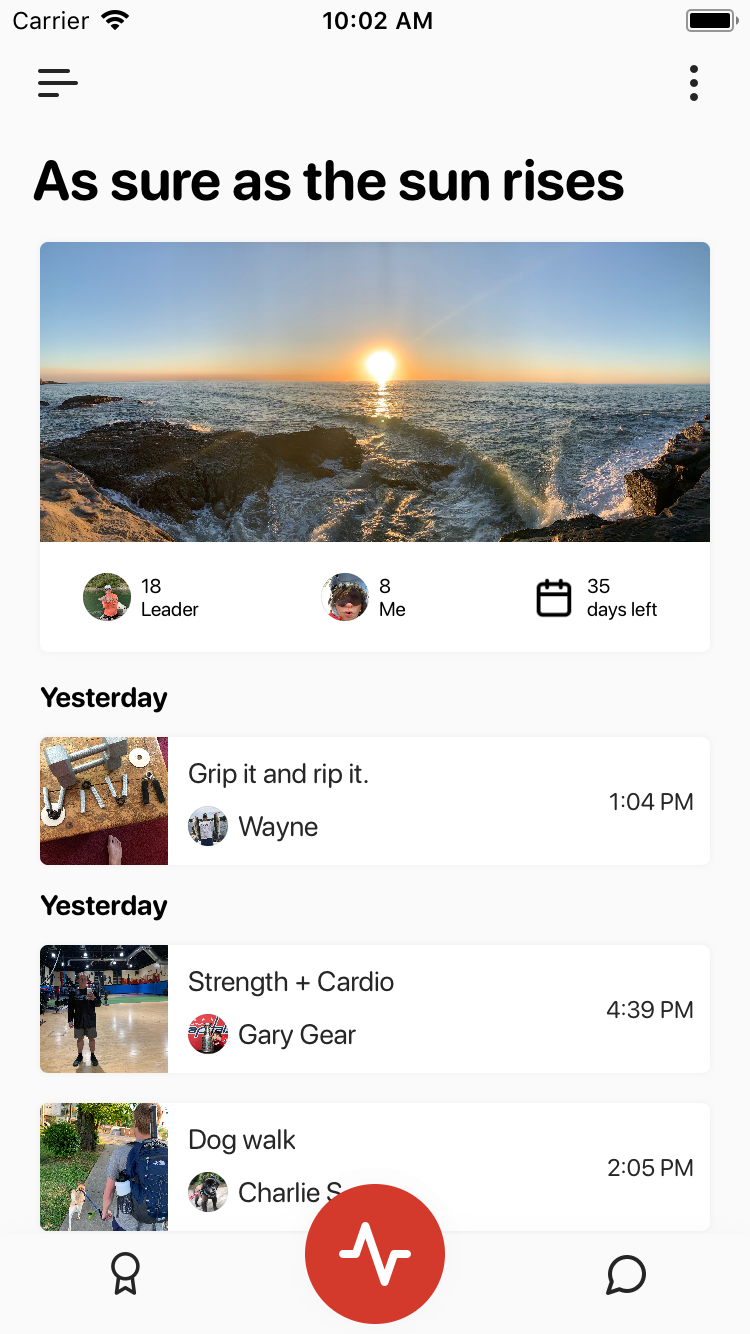 Carrier 10:02 AM
As sure as the sun rises
18
Leader
8
Me
35
days left
Yesterday
Grip it and rip it.
Wayne
1:04 PM
Yesterday
Strength + Cardio
Gary Gear
4:39 PM
Dog walk
Charlie S
2:05 PM